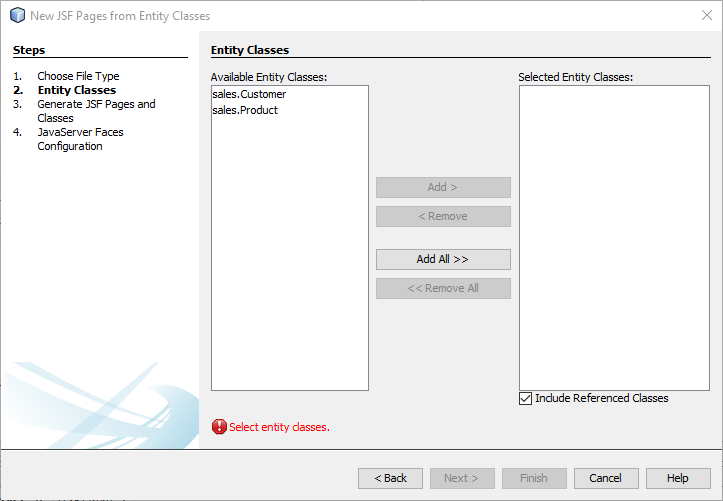 New JSF Pages from Entity Classes
Steps
1. Choose File Type
2. Entity Classes
3. Generate JSF Pages and
Classes
4. JavaServer Faces
Configuration
Entity Classes
Available Entity Classes:
sales.Customer
sales.Product
Add >
< Remove
Add All >>
<< Remove All
Selected Entity Classes:
Include Referenced Classes
Select entity classes.
< Back
Next >
Finish
Cancel
Help